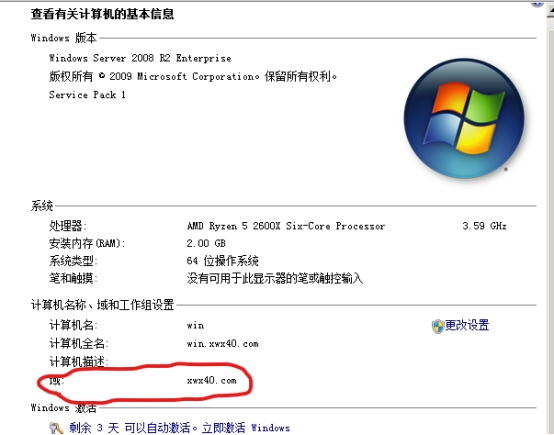 查看有关计算机的基本信息
Windows 版本
Windows Server 2008 R2 Enterprise
版权所有 © 2009 Microsoft Corporation。保留所有权利。
Service Pack 1
系统
处理器: AMD Ryzen 5 2600X Six-Core Processor 3.59 GHz
安装内存(RAM): 2.00 GB
系统类型: 64 位操作系统
笔和触摸: 没有可用于此显示器的笔或触控输入
计算机名称、域和工作组设置
计算机名: win 更改设置
计算机全名: win.xwx40.com
计算机描述:
域: xwx40.com
Windows 激活
剩余 3 天 可以自动激活。立即激活 Windows